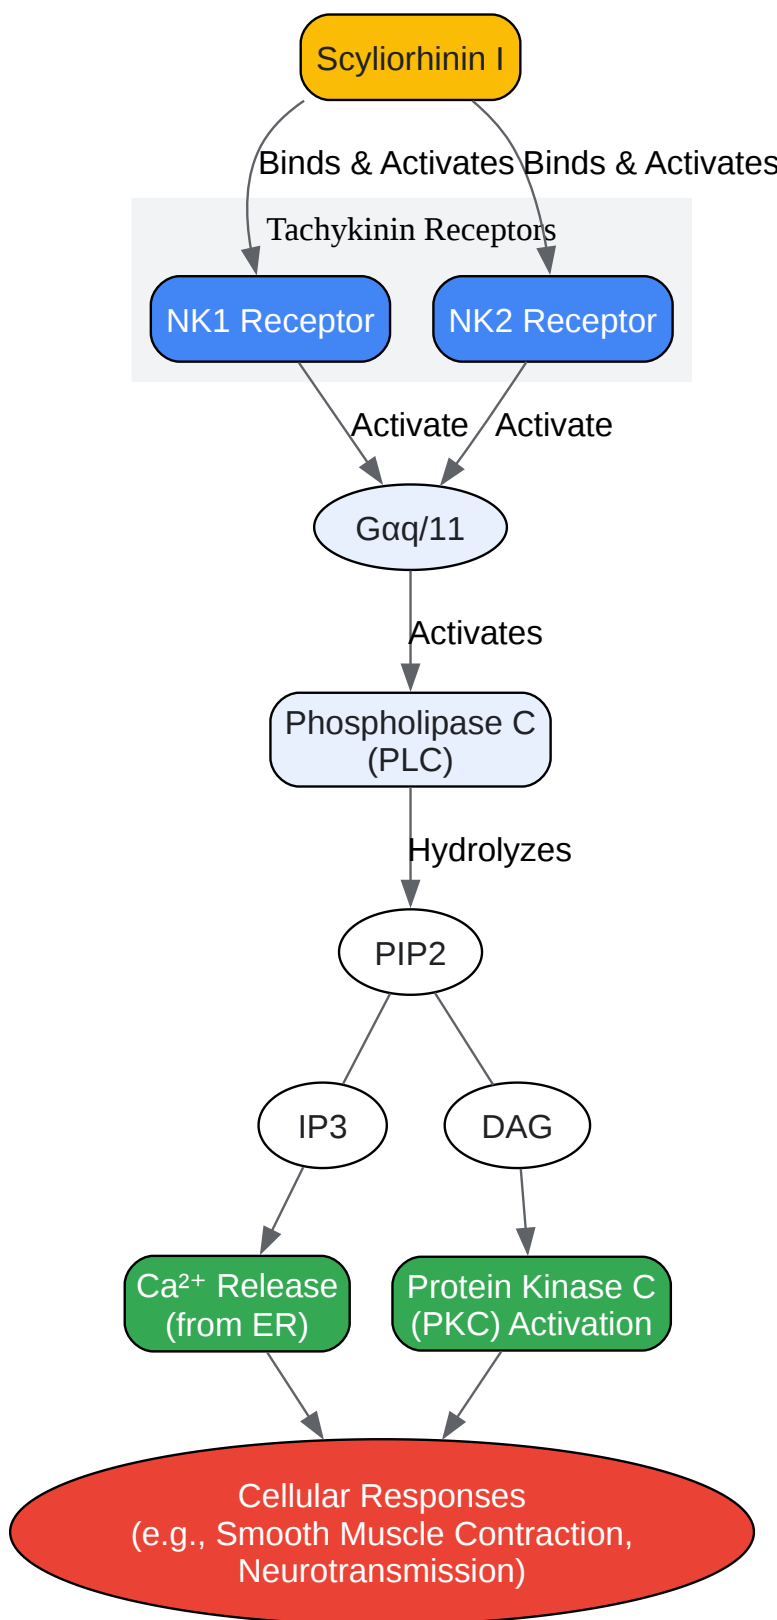 Scyliorhinin I
Binds & Activates
Binds & Activates
Tachykinin Receptors
NK1 Receptor
NK2 Receptor
Activate
Activate
Gαq/11
Activates
Phospholipase C
(PLC)
Hydrolyzes
PIP2
IP3
DAG
Ca²⁺ Release
(from ER)
Protein Kinase C
(PKC) Activation
Cellular Responses
(e.g., Smooth Muscle Contraction,
Neurotransmission)